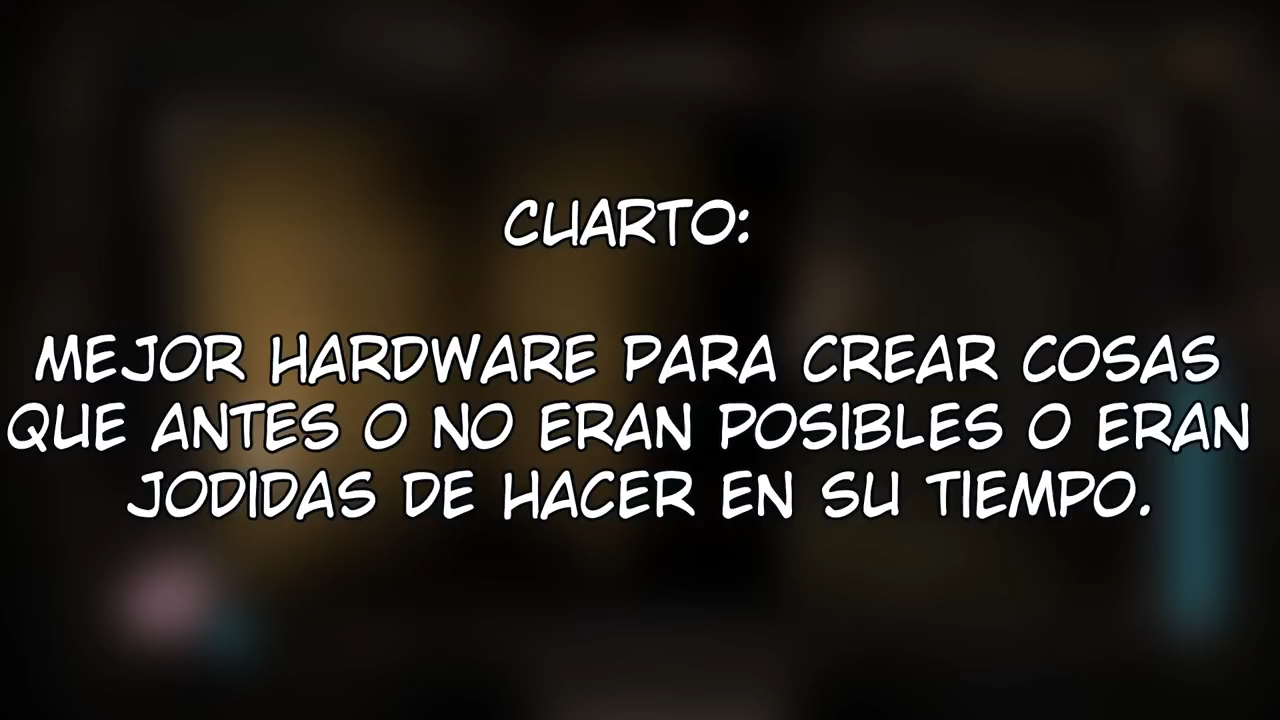 CUARTO:
MEJOR HARDWARE PARA CREAR COSAS
QUE ANTES O NO ERAN POSIBLES O ERAN
JODIDAS DE HACER EN SU TIEMPO.